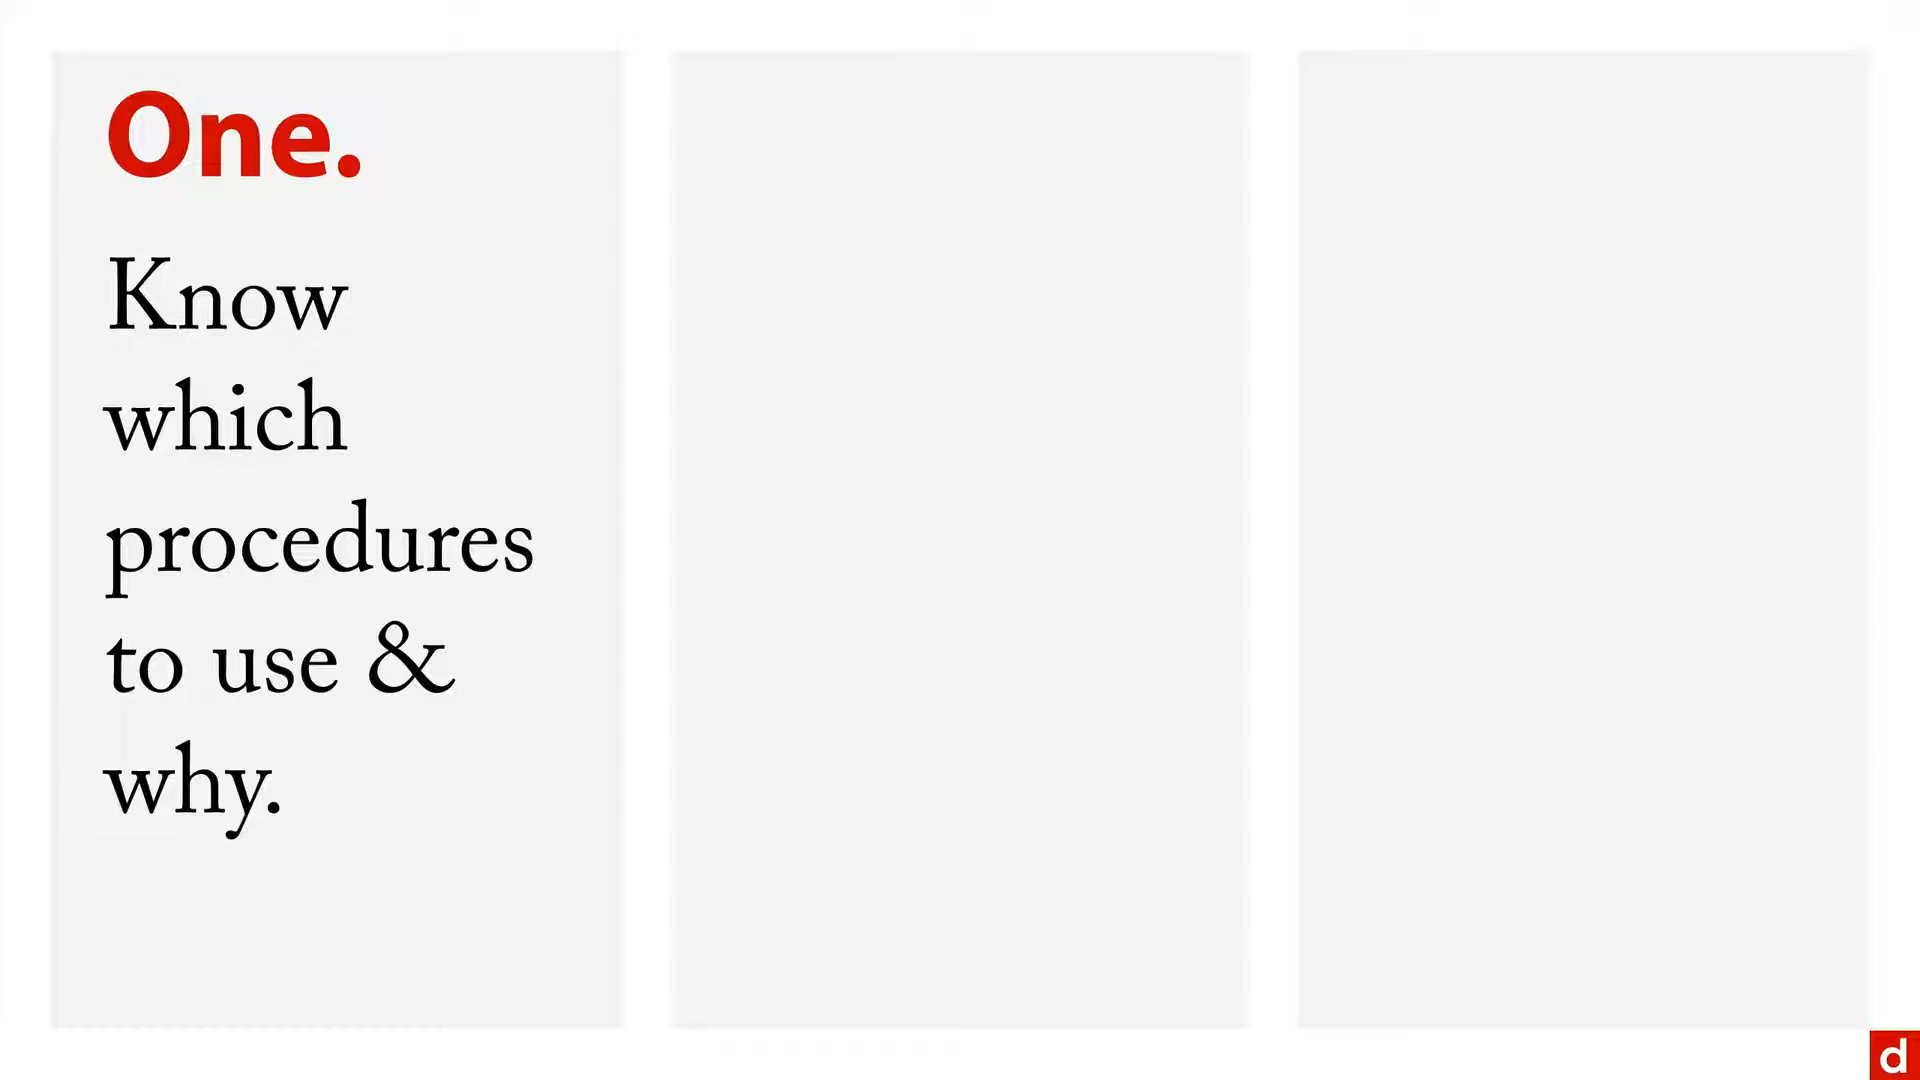 One.
Know
which
procedures
to use &
why.
d